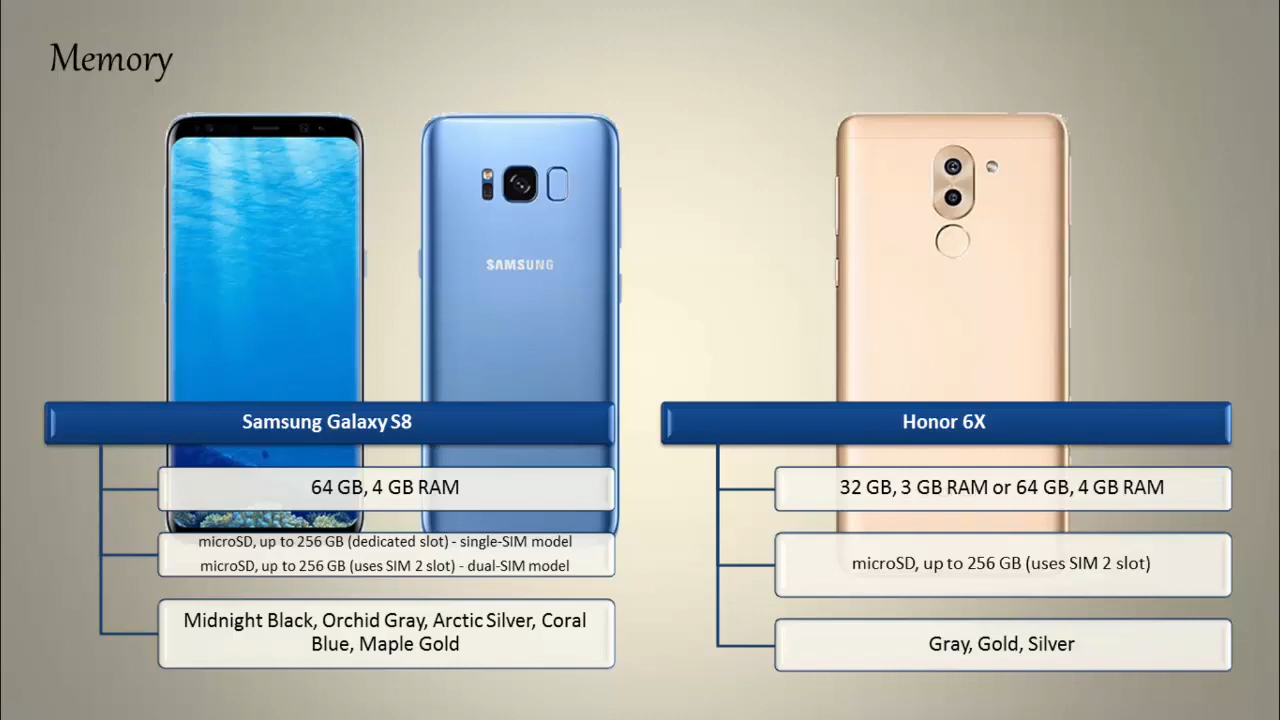 Memory
SAMSUNG
Samsung Galaxy S8
64 GB, 4 GB RAM
microSD, up to 256 GB (dedicated slot) - single-SIM model
microSD, up to 256 GB (uses SIM 2 slot) - dual-SIM model
Midnight Black, Orchid Gray, Arctic Silver, Coral
Blue, Maple Gold
Honor 6X
32 GB, 3 GB RAM or 64 GB, 4 GB RAM
microSD, up to 256 GB (uses SIM 2 slot)
Gray, Gold, Silver